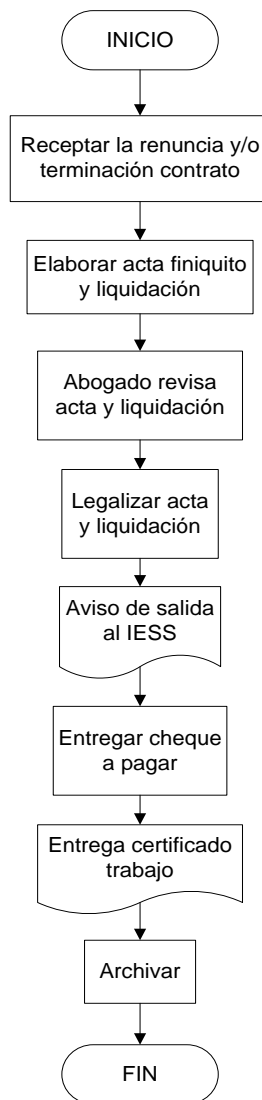 INICIO
Receptar la renuncia y/o
terminación contrato
Elaborar acta finiquito
y liquidación
Abogado revisa
acta y liquidación
Legalizar acta
y liquidación
Aviso de salida
al IESS
Entregar cheque
a pagar
Entrega certificado
trabajo
Archivar
FIN